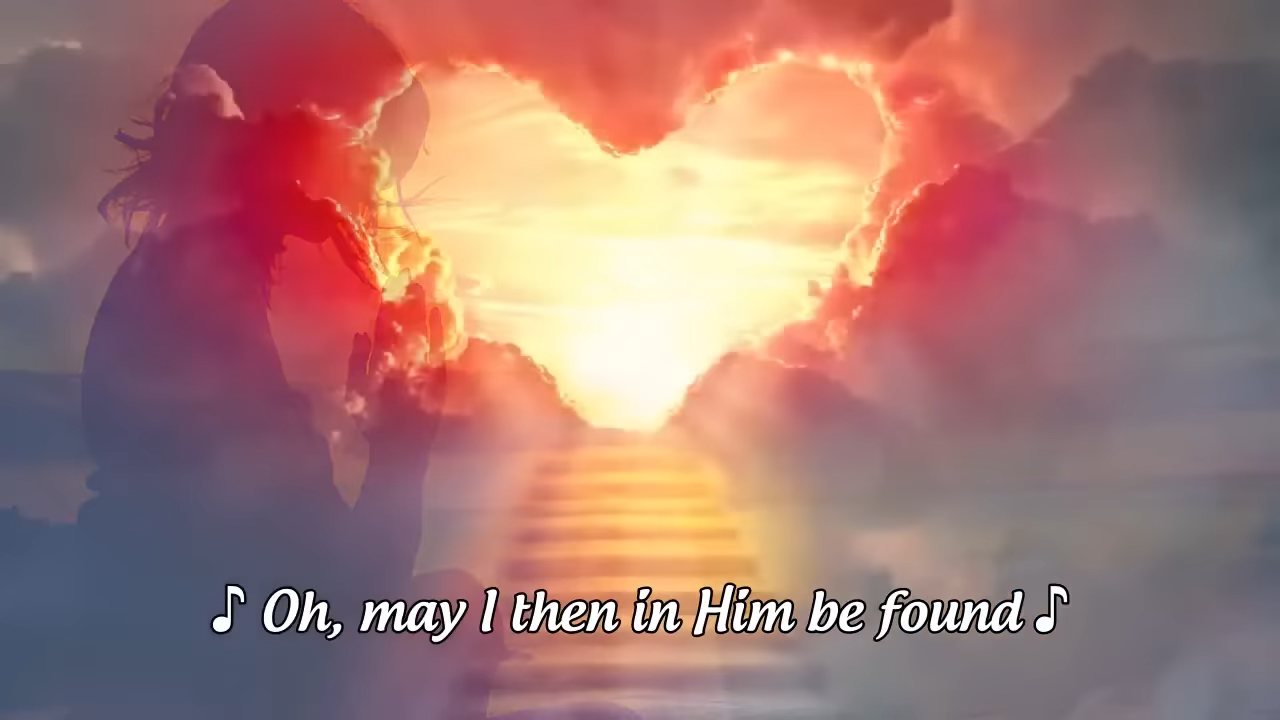 ♪ Oh, may I then in Him be found ♪